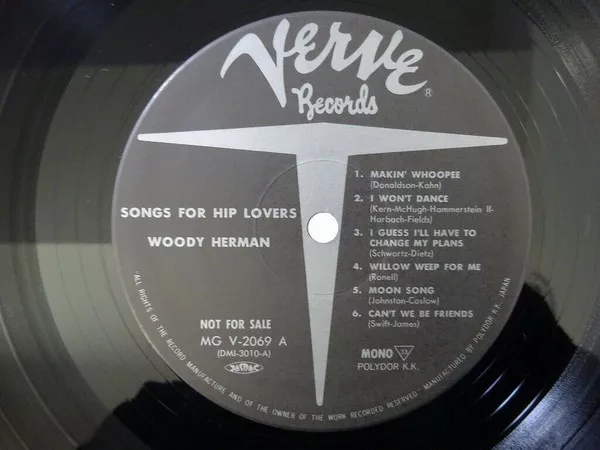 Verve
Records
®
SONGS FOR HIP LOVERS
WOODY HERMAN
1. MAKIN' WHOOPEE
(Donaldson-Kahn)
2. I WON'T DANCE
(Kern-McHugh-Hammerstein II-
Harbach-Fields)
3. I GUESS I'LL HAVE TO
CHANGE MY PLANS
(Schwartz-Dietz)
4. WILLOW WEEP FOR ME
(Ronell)
5. MOON SONG
(Johnston-Coslow)
6. CAN'T WE BE FRIENDS
(Swift-James)
NOT FOR SALE
MG V-2069 A
(DMI-3010-A)
MONO 33
POLYDOR K.K.
"ALL RIGHTS OF THE RECORD MANUFACTURE AND OF THE OWNER OF THE WORK RECORDED RESERVED." MANUFACTURED BY POLYDOR K.K. JAPAN